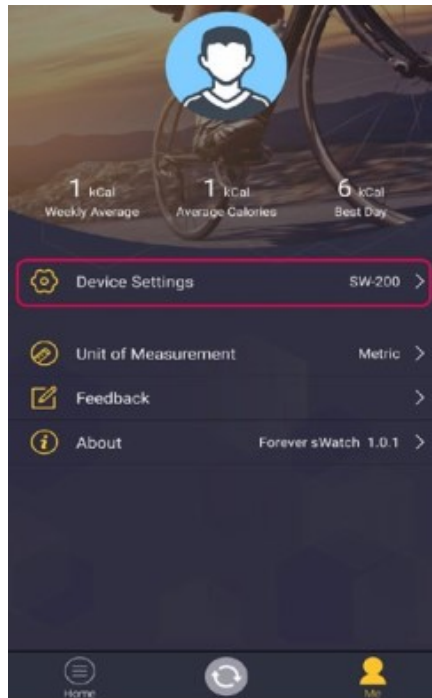 1 kCal 1 kCal 6 kCal
Weekly Average Average Calories Best Day
Device Settings SW-200
Unit of Measurement Metric
Feedback
About Forever sWatch 1.0.1
Home Me